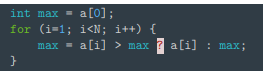 int max = a[0];
for (i=1; i<N; i++) {
max = a[i] > max ? a[i] : max;
}